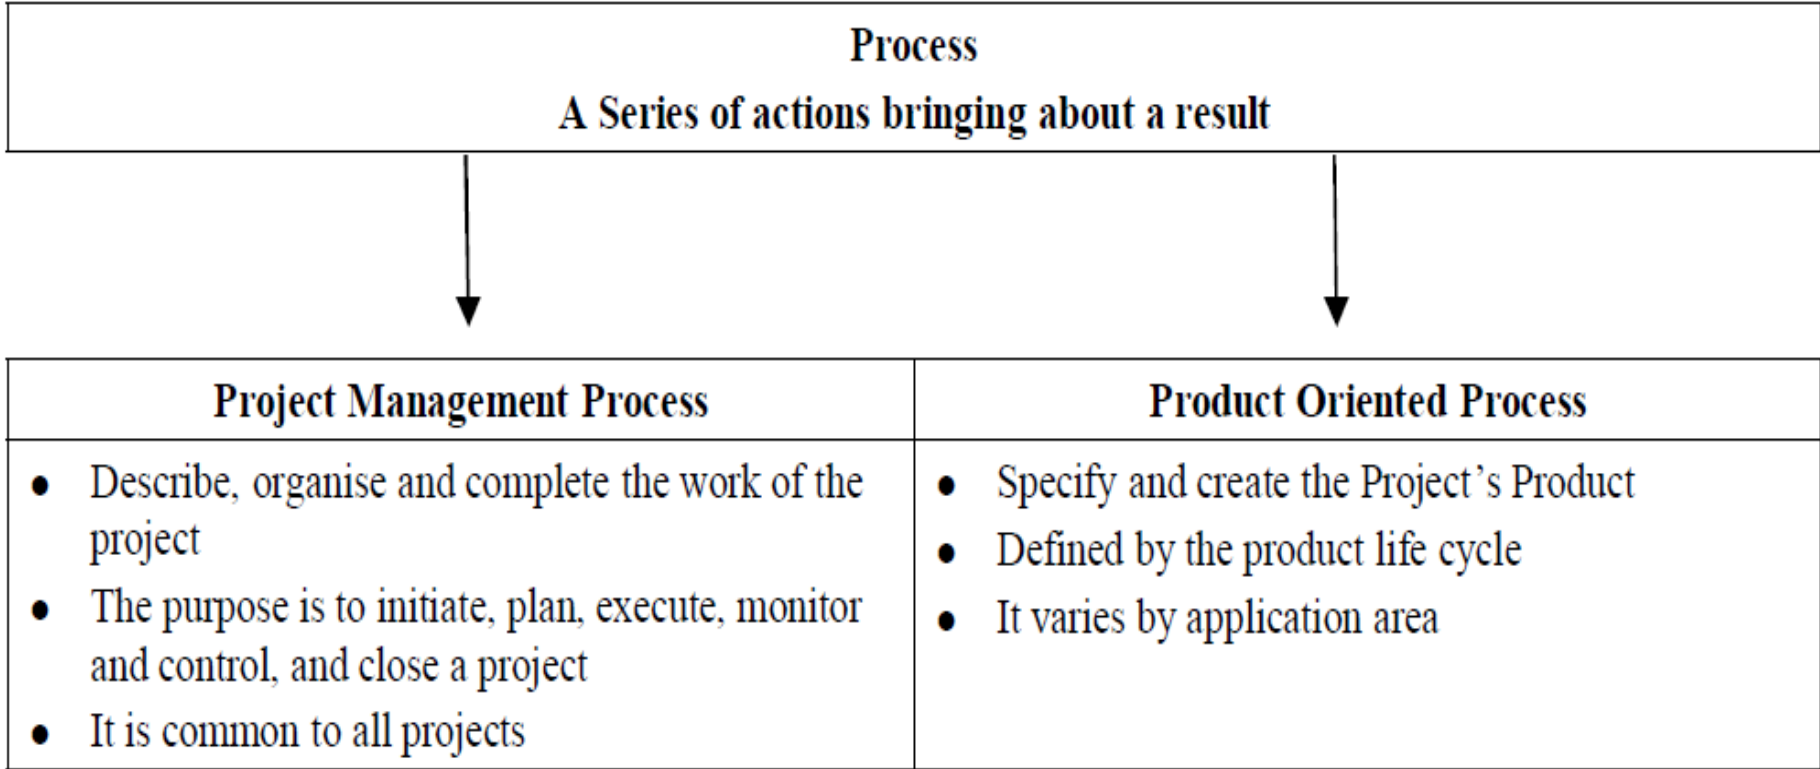 Process
A Series of actions bringing about a result
Project Management Process
Product Oriented Process
● Describe, organise and complete the work of the
project
● The purpose is to initiate, plan, execute, monitor
and control, and close a project
● It is common to all projects
● Specify and create the Project’s Product
● Defined by the product life cycle
● It varies by application area